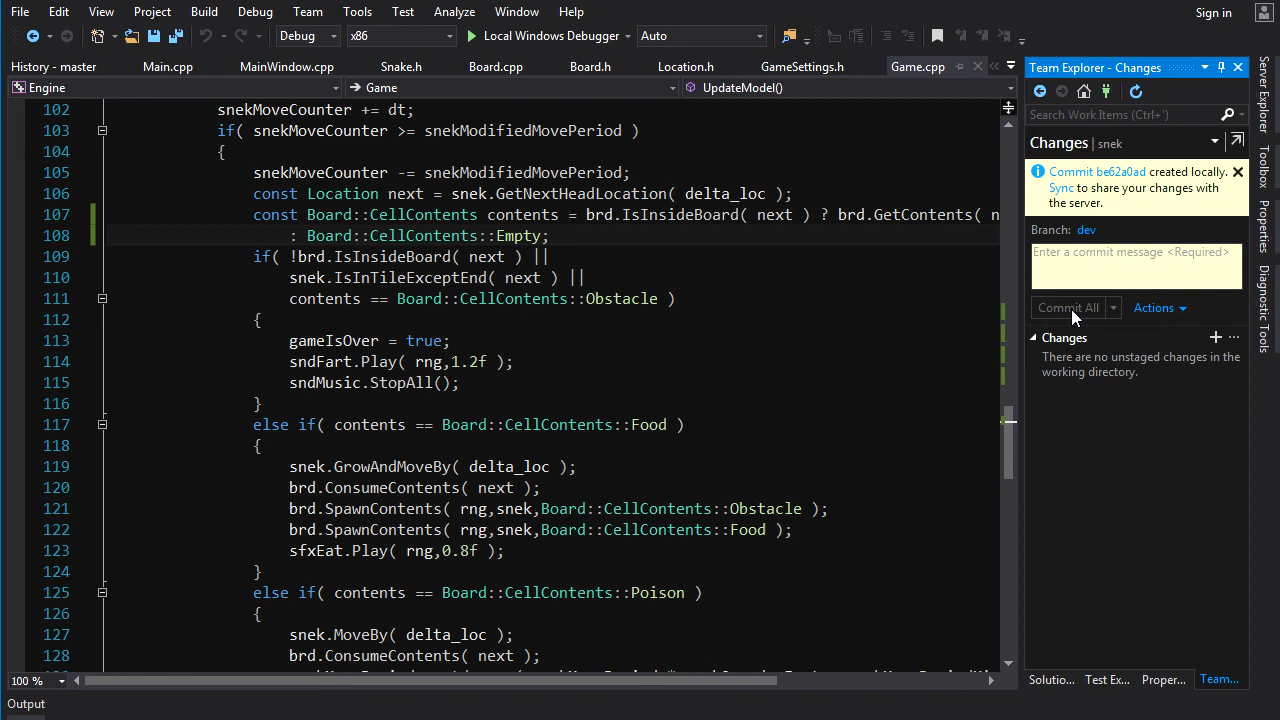 File Edit View Project Build Debug Team Tools Test Analyze Window Help Sign in
Debug x86 Local Windows Debugger Auto
History - master Main.cpp MainWindow.cpp Snake.h Board.cpp Board.h Location.h GameSettings.h Game.cpp
Engine Game UpdateModel()
102 snekMoveCounter += dt;
103 if( snekMoveCounter >= snekModifiedMovePeriod )
104 {
105 snekMoveCounter -= snekModifiedMovePeriod;
106 const Location next = snek.GetNextHeadLocation( delta_loc );
107 const Board::CellContents contents = brd.IsInsideBoard( next ) ? brd.GetContents( n
108 : Board::CellContents::Empty;
109 if( !brd.IsInsideBoard( next ) ||
110 snek.IsInTileExceptEnd( next ) ||
111 contents == Board::CellContents::Obstacle )
112 {
113 gameIsOver = true;
114 sndFart.Play( rng,1.2f );
115 sndMusic.StopAll();
116 }
117 else if( contents == Board::CellContents::Food )
118 {
119 snek.GrowAndMoveBy( delta_loc );
120 brd.ConsumeContents( next );
121 brd.SpawnContents( rng,snek,Board::CellContents::Obstacle );
122 brd.SpawnContents( rng,snek,Board::CellContents::Food );
123 sfxEat.Play( rng,0.8f );
124 }
125 else if( contents == Board::CellContents::Poison )
126 {
127 snek.MoveBy( delta_loc );
128 brd.ConsumeContents( next );
100 %
Output
Team Explorer - Changes
Search Work Items (Ctrl+')
Changes | snek
Commit be62a0ad created locally.
Sync to share your changes with
the server.
Branch: dev
Enter a commit message <Required>
Commit All Actions
Changes
There are no unstaged changes in the
working directory.
Solutio... Test Ex... Proper... Team...
Server Explorer
Toolbox
Properties
Diagnostic Tools